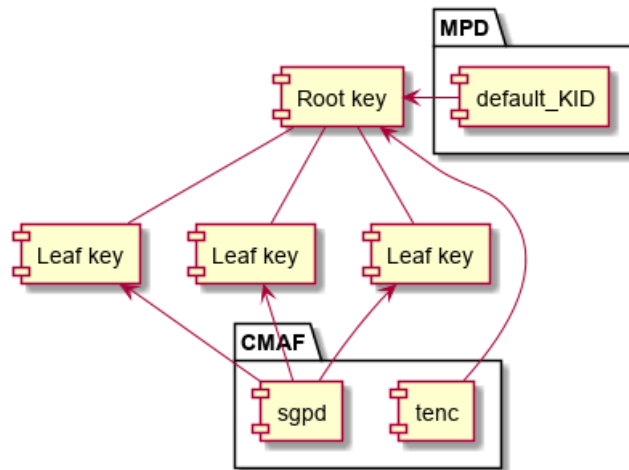 MPD
Root key
default_KID
Leaf key
Leaf key
Leaf key
CMAF
sgpd
tenc